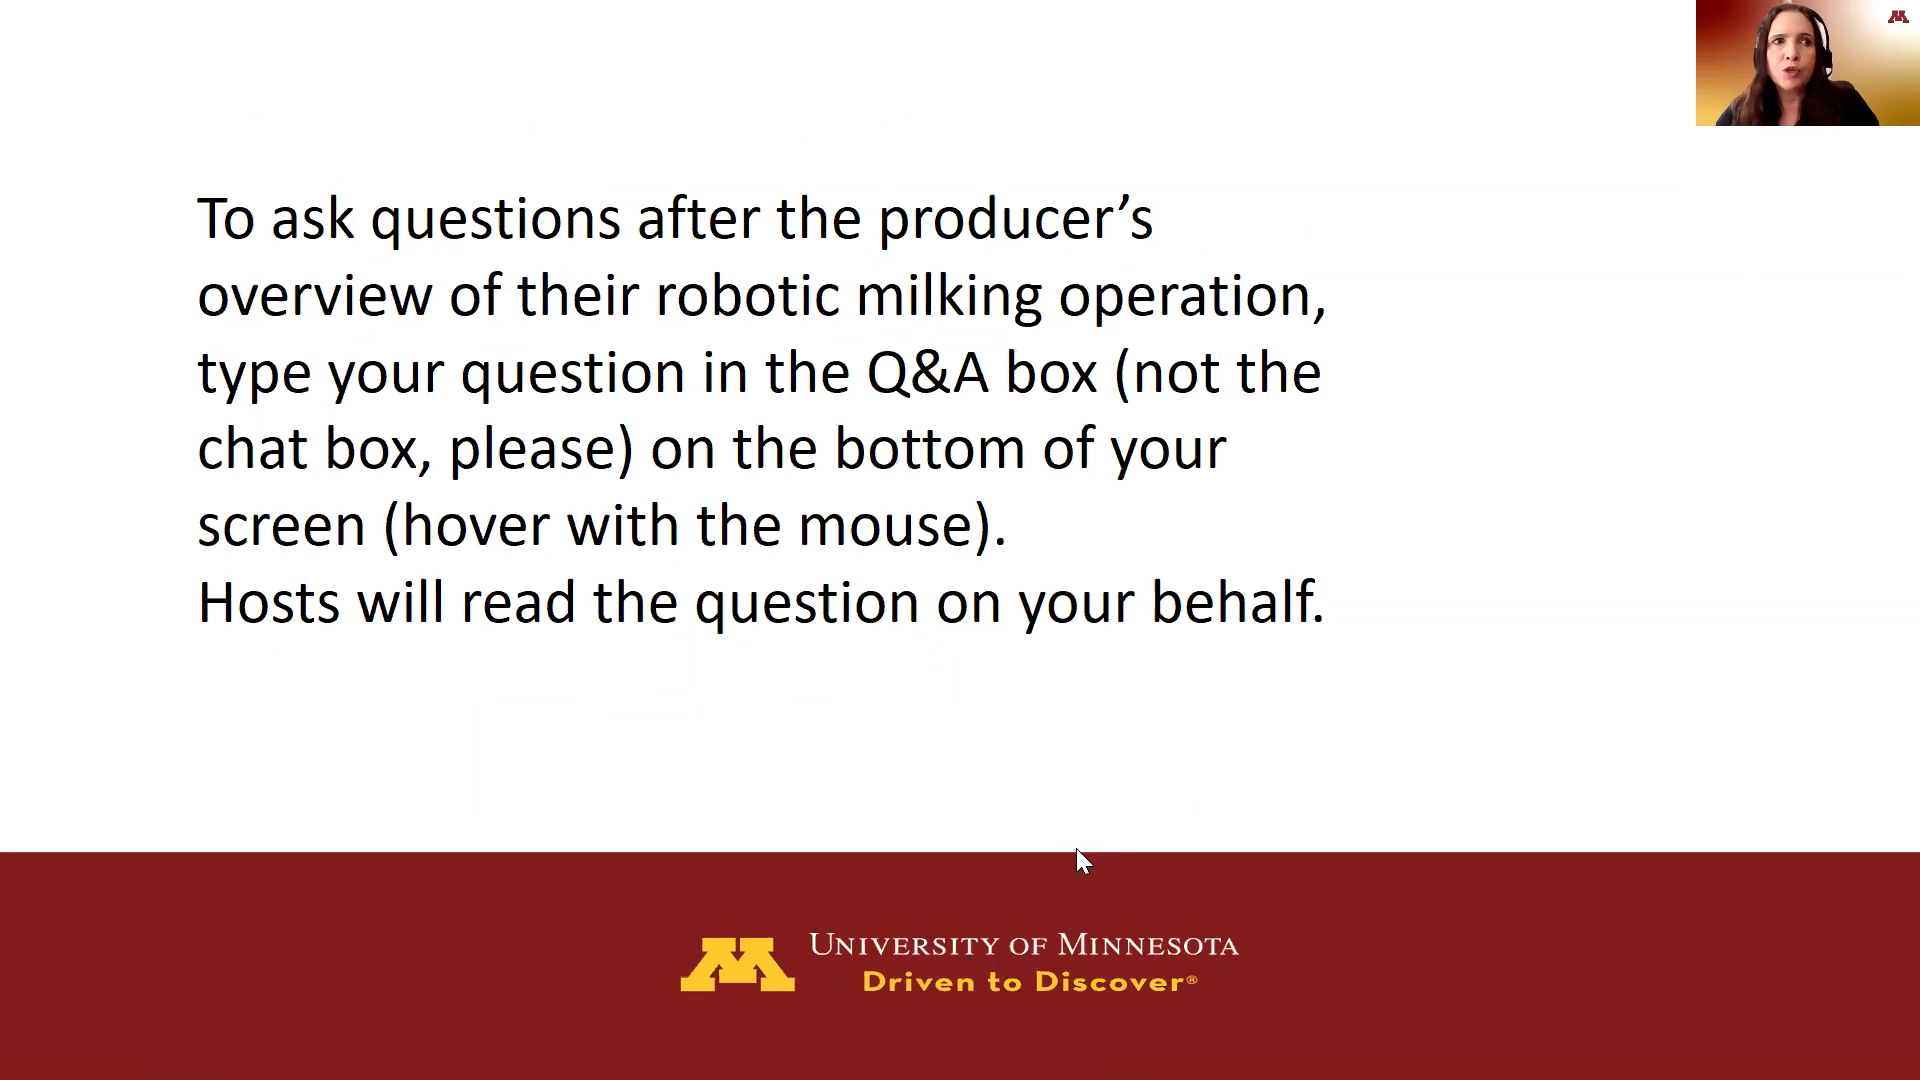 To ask questions after the producer’s
overview of their robotic milking operation,
type your question in the Q&A box (not the
chat box, please) on the bottom of your
screen (hover with the mouse).
Hosts will read the question on your behalf.
M
M UNIVERSITY OF MINNESOTA
Driven to Discover®